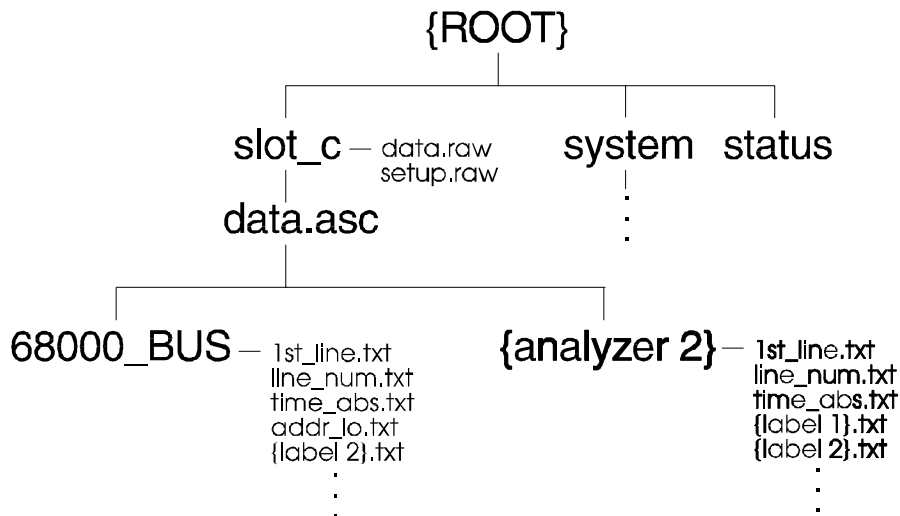 {ROOT}
slot_c
data.raw
setup.raw
system
status
data.asc
68000_BUS
1st_line.txt
line_num.txt
time_abs.txt
addr_lo.txt
{label 2}.txt
{analyzer 2}
1st_line.txt
line_num.txt
time_abs.txt
{label 1}.txt
{label 2}.txt